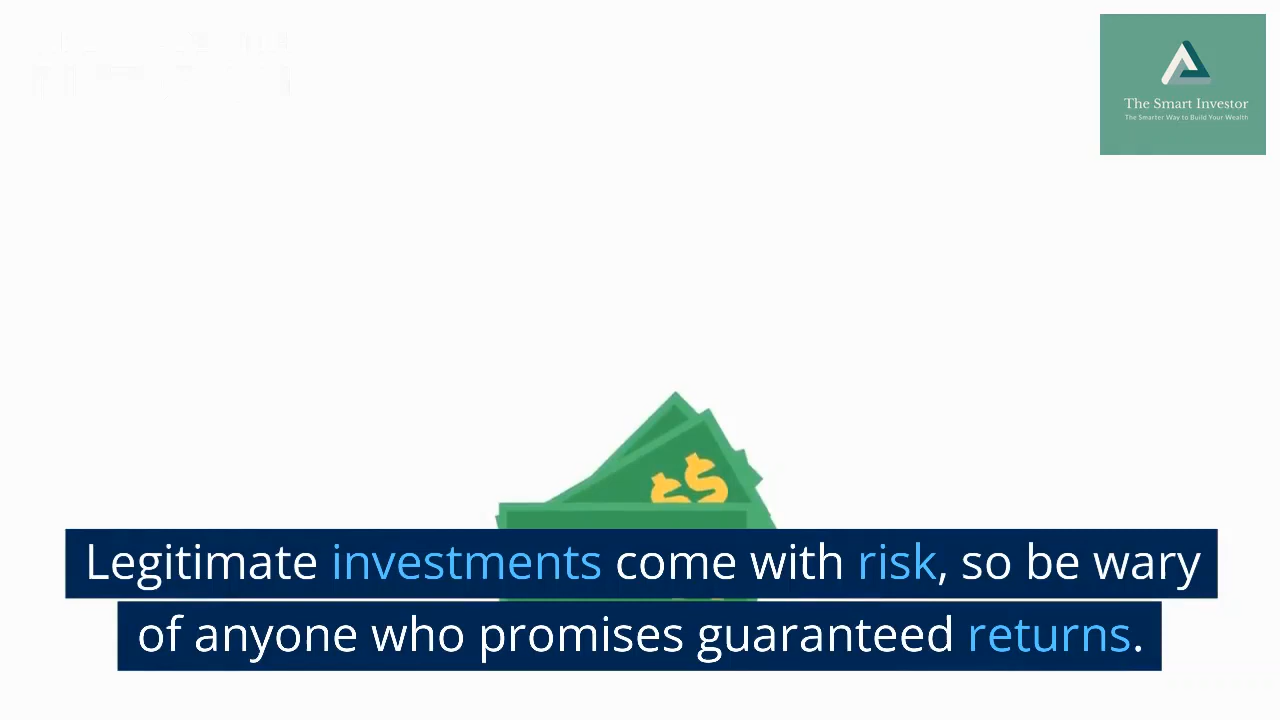 The Smart Investor
The Smarter Way to Build Your Wealth
Legitimate investments come with risk, so be wary
of anyone who promises guaranteed returns.